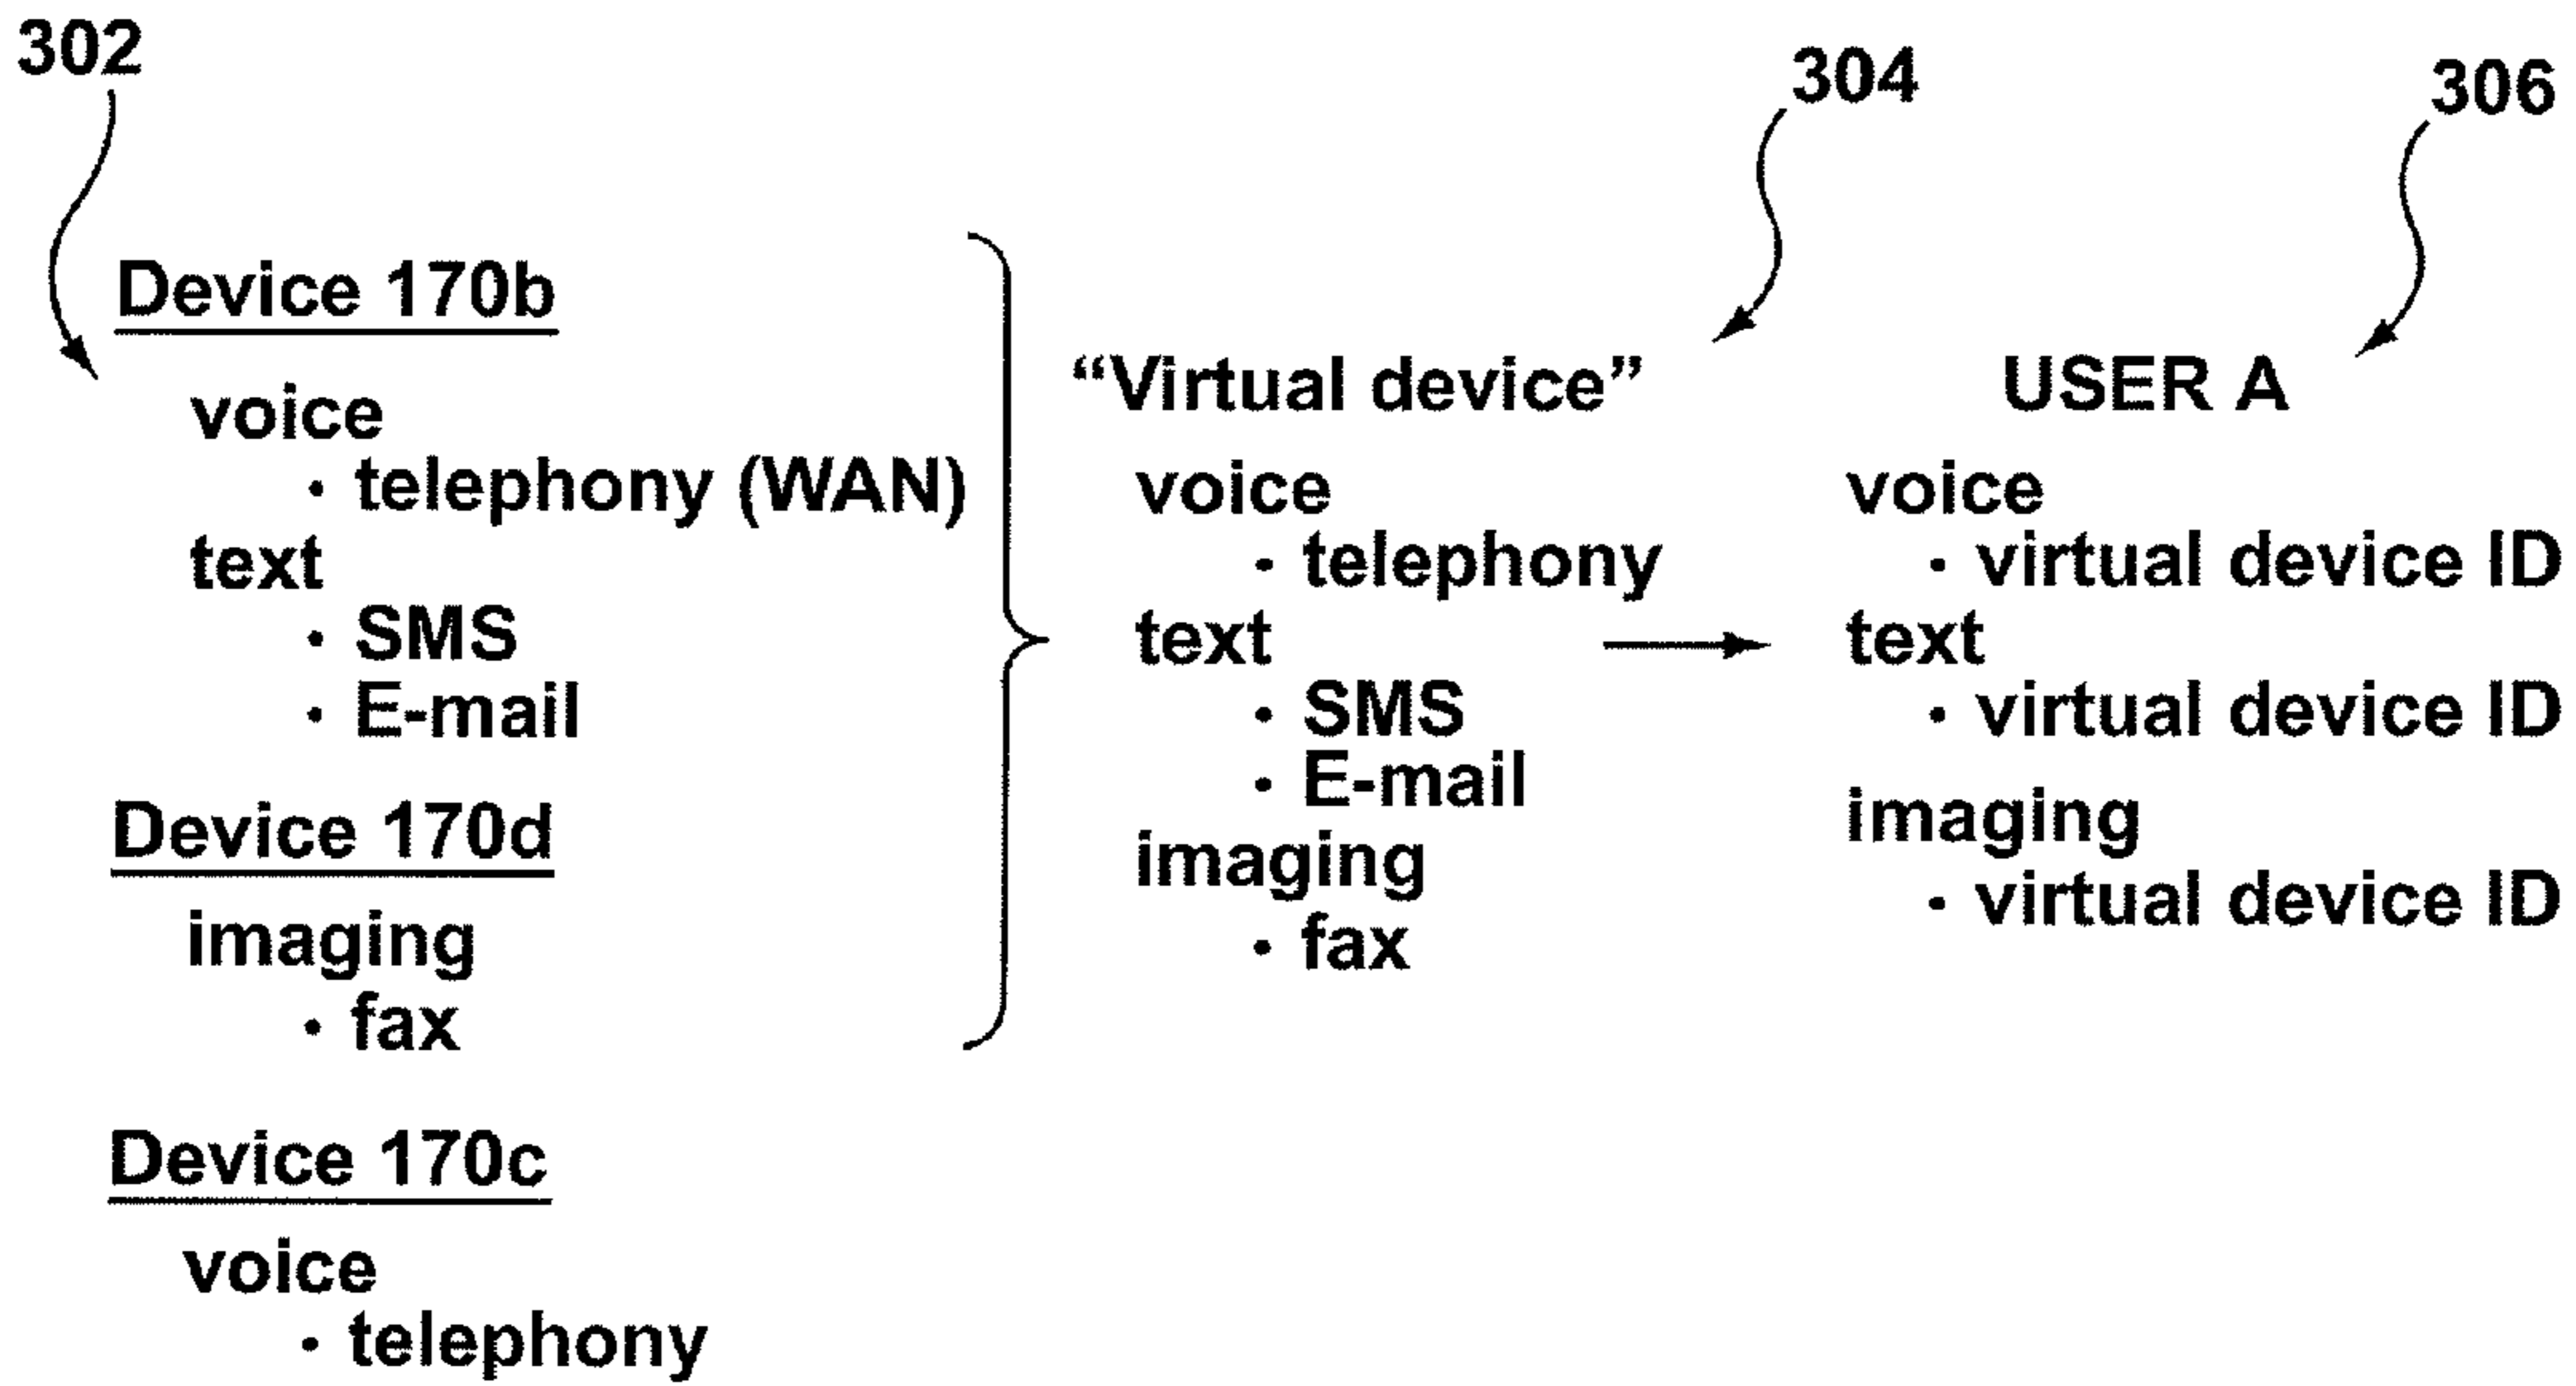 302
304
306
Device 170b
voice
· telephony (WAN)
text
· SMS
· E-mail
Device 170d
imaging
· fax
Device 170c
voice
· telephony
“Virtual device”
voice
· telephony
text
· SMS
· E-mail
imaging
· fax
USER A
voice
· virtual device ID
text
· virtual device ID
imaging
· virtual device ID